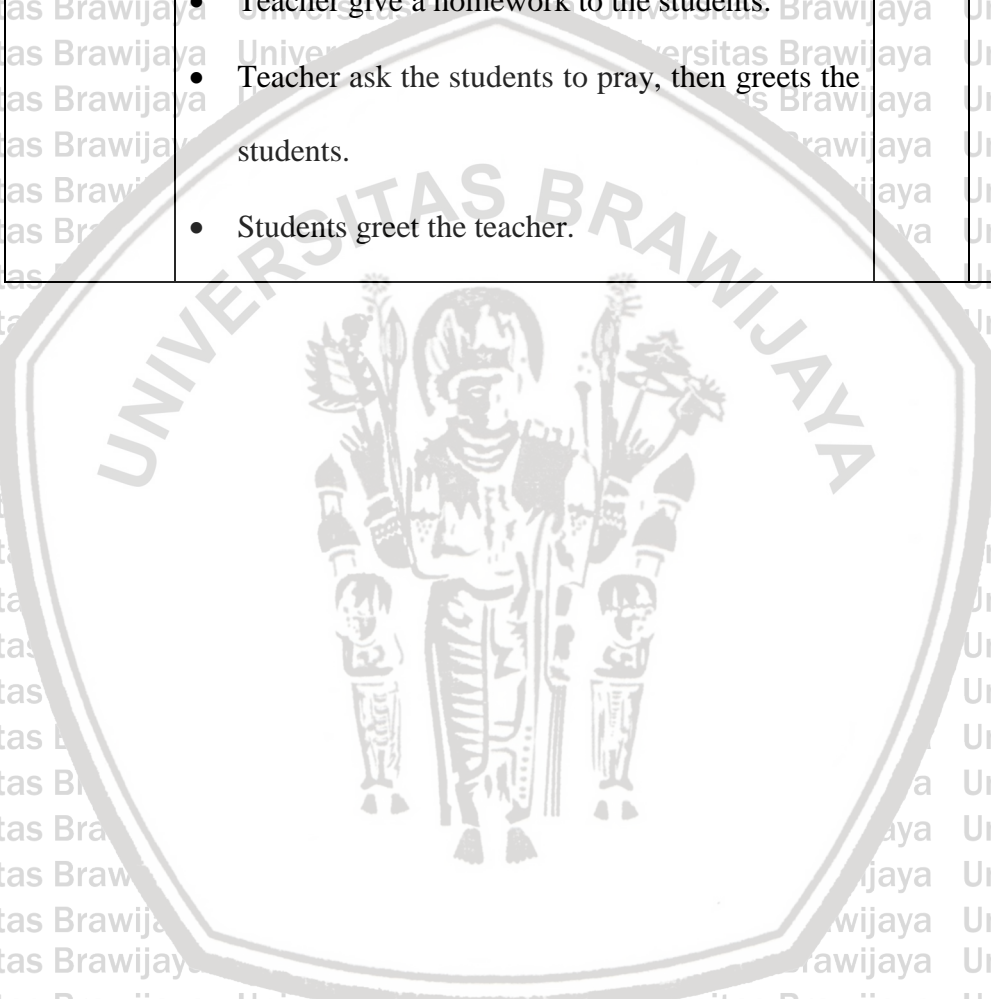 • Teacher give a homework to the students.
• Teacher ask the students to pray, then greets the
students.
• Students greet the teacher.
UNIVERSITAS BRAWIJAYA